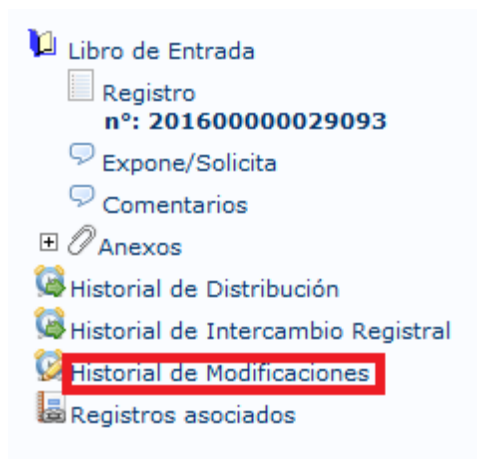 Libro de Entrada
Registro
n°: 201600000029093
Expone/Solicita
Comentarios
Anexos
Historial de Distribución
Historial de Intercambio Registral
Historial de Modificaciones
Registros asociados